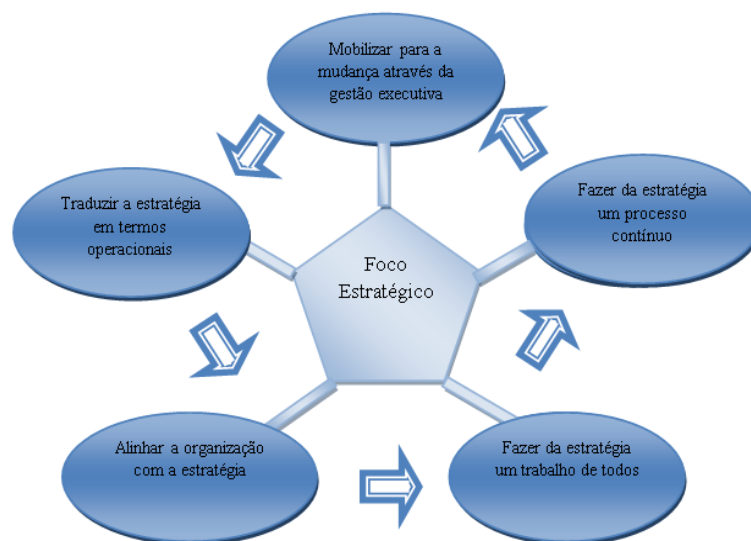 Mobilizar para a
mudança através da
gestão executiva
Traduzir a estratégia
em termos
operacionais
Fazer da estratégia
um processo
contínuo
Foco
Estratégico
Alinhar a organização
com a estratégia
Fazer da estratégia
um trabalho de todos